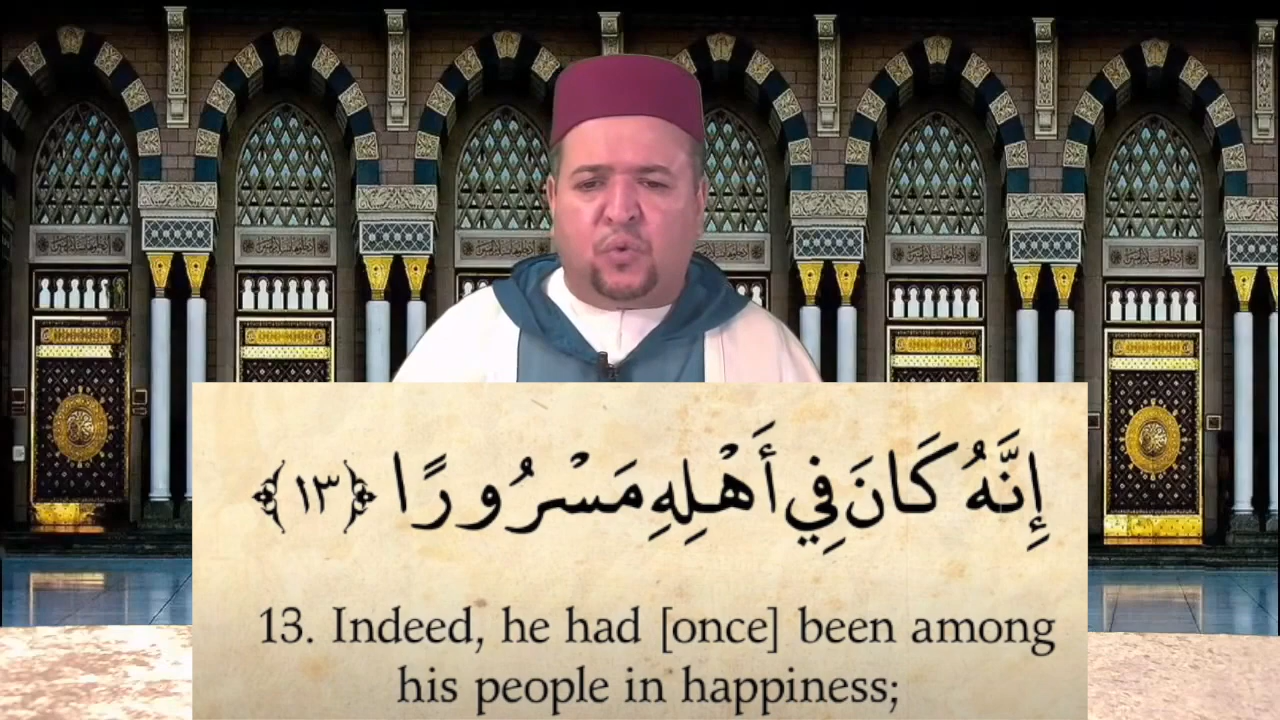 إِنَّهُ كَانَ فِي أَهْلِهِ مَسْرُورًا ﴿١٣﴾
13. Indeed, he had [once] been among
his people in happiness;